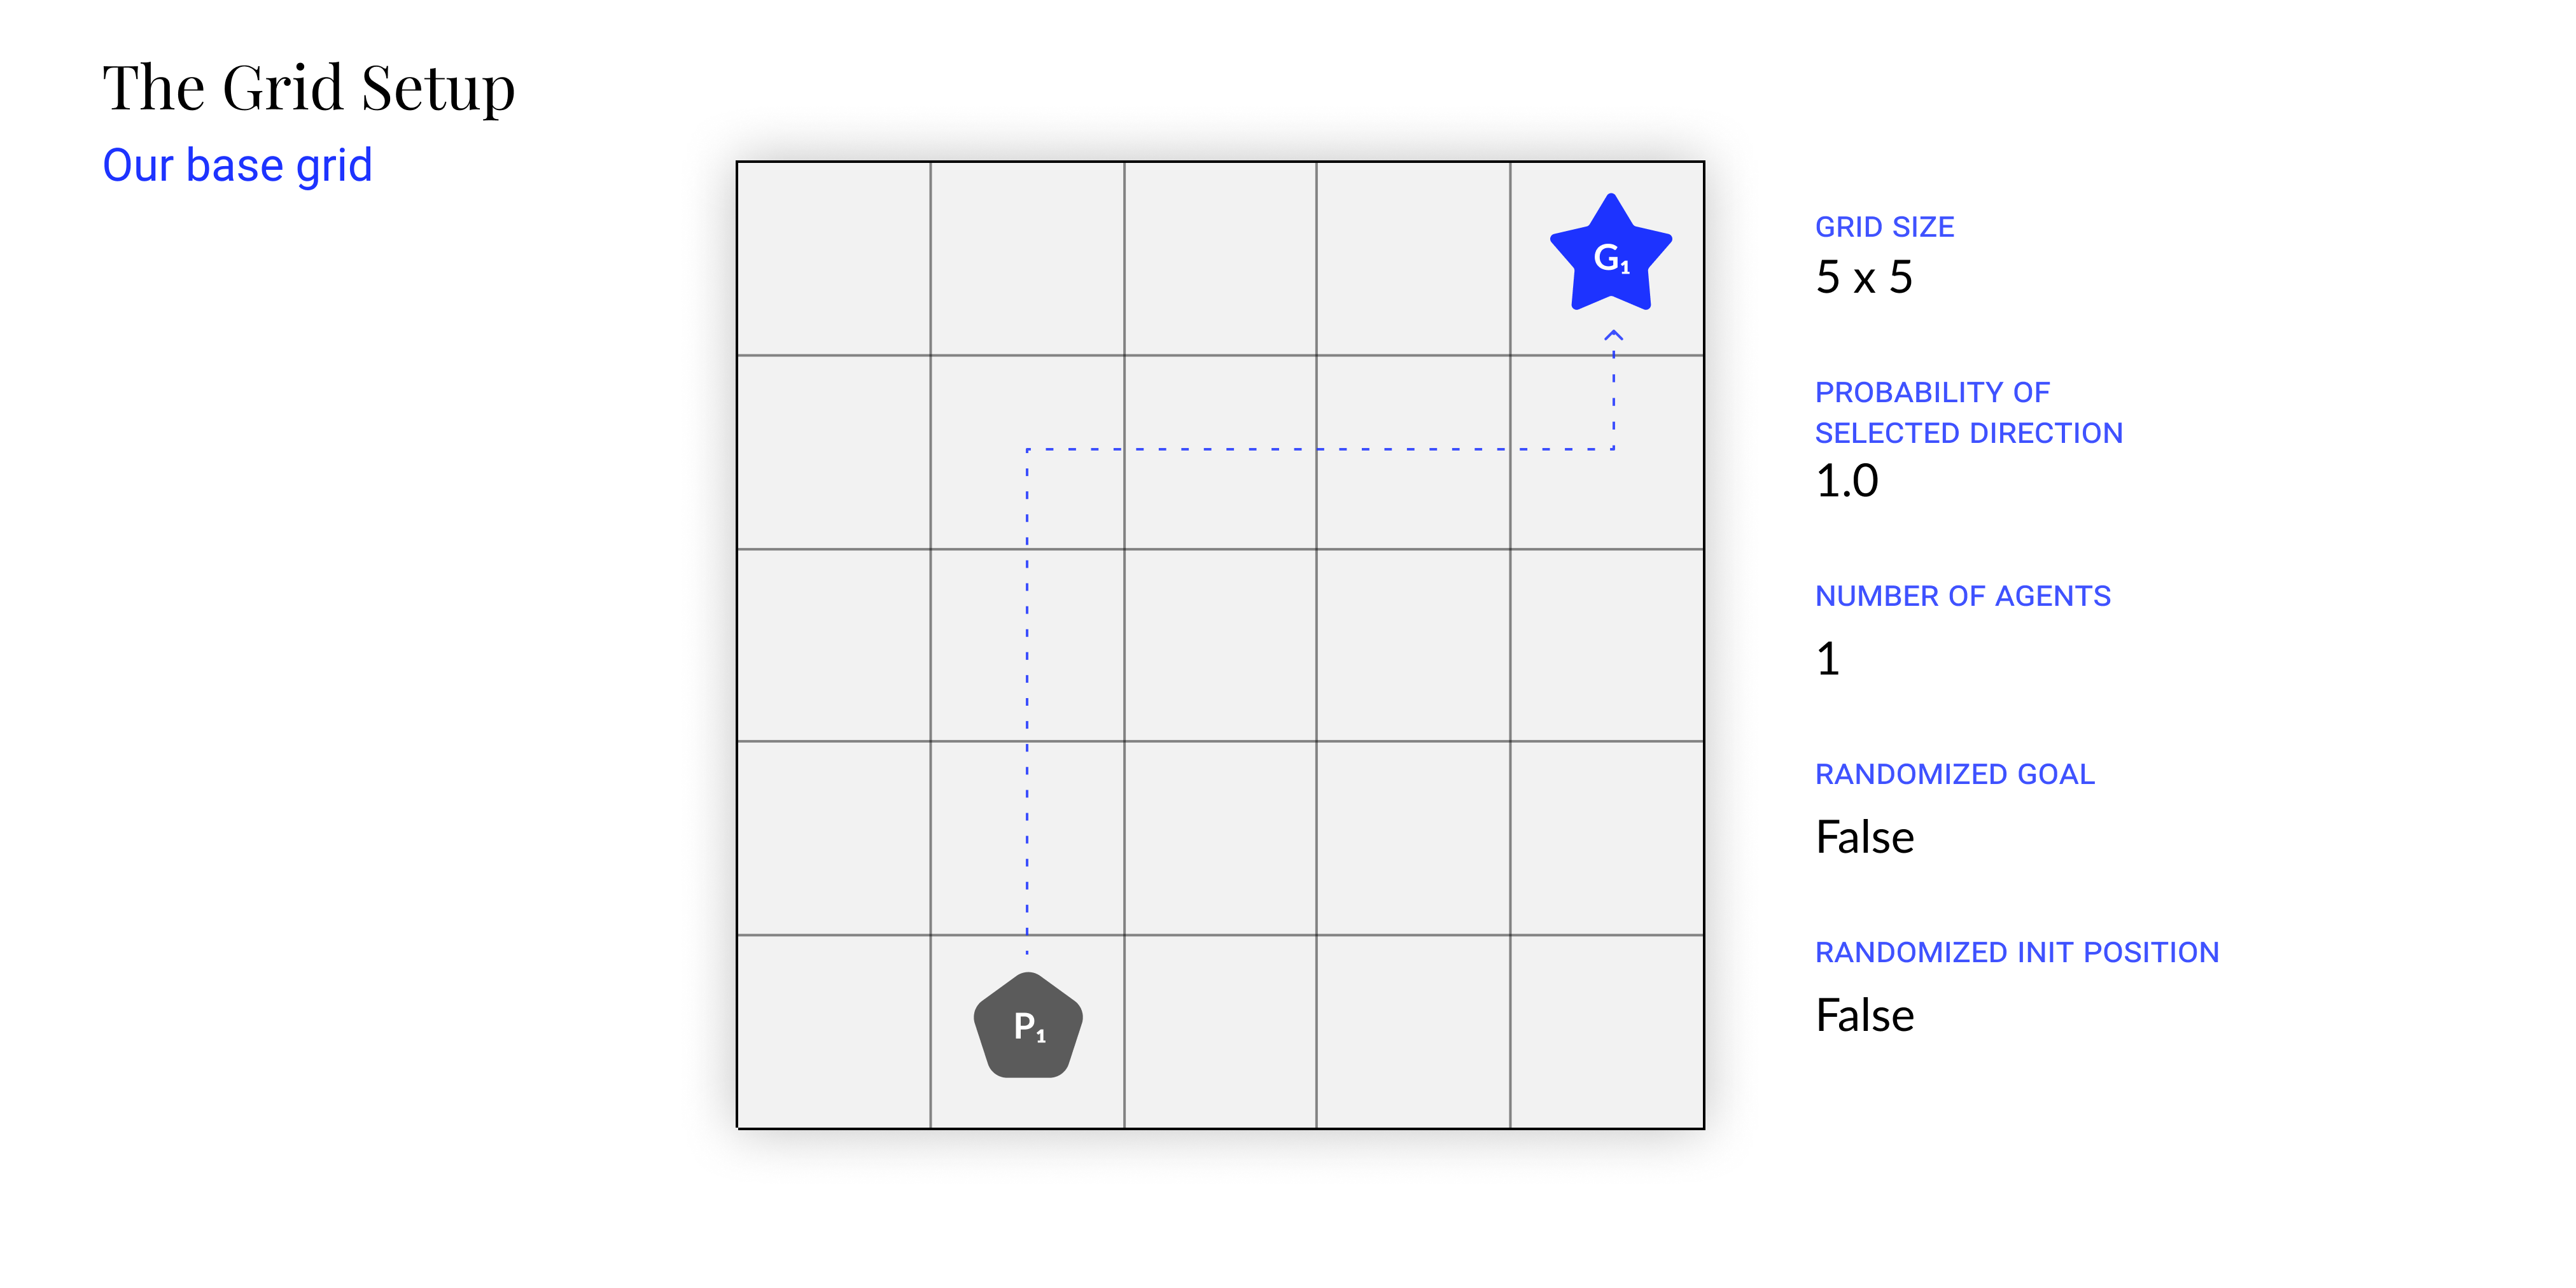 The Grid Setup
Our base grid
G₁
P₁
GRID SIZE
5 x 5
PROBABILITY OF
SELECTED DIRECTION
1.0
NUMBER OF AGENTS
1
RANDOMIZED GOAL
False
RANDOMIZED INIT POSITION
False